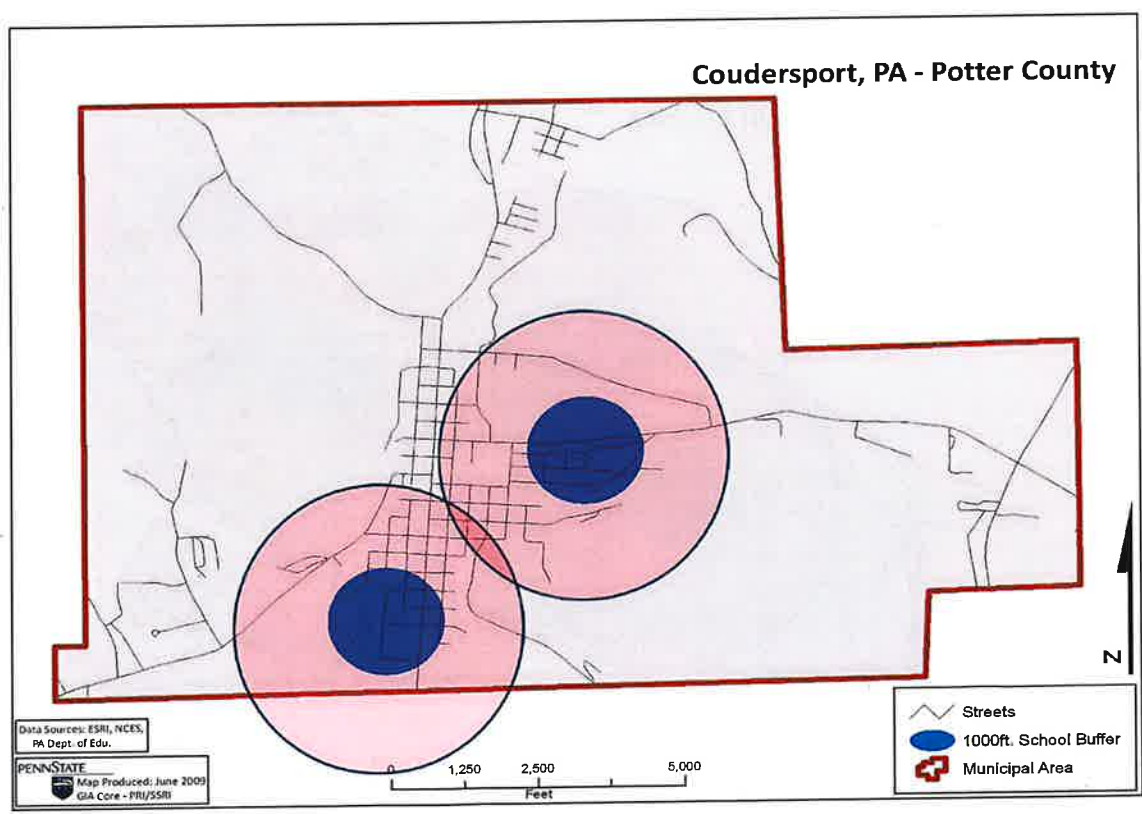 Coudersport, PA - Potter County
Data Sources: ESRI, NCES,
PA Dept. of Edu.
PENNSTATE
Map Produced: June 2009
GIA Core - PRI/SSRI
0 1,250 2,500 5,000
Feet
N
Streets
1000ft. School Buffer
Municipal Area